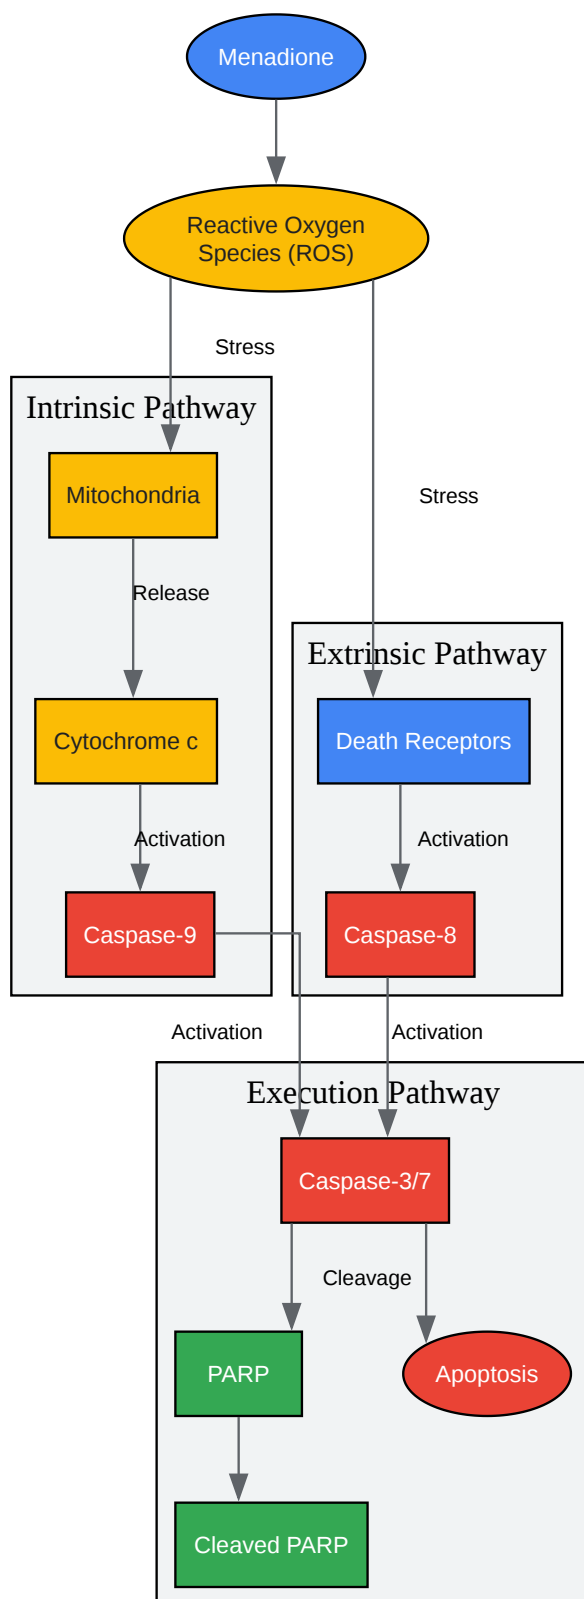 Menadione
Reactive Oxygen
Species (ROS)
Stress
Intrinsic Pathway
Mitochondria
Stress
Release
Extrinsic Pathway
Cytochrome c
Death Receptors
Activation
Activation
Caspase-9
Caspase-8
Activation
Activation
Execution Pathway
Caspase-3/7
Cleavage
PARP
Apoptosis
Cleaved PARP